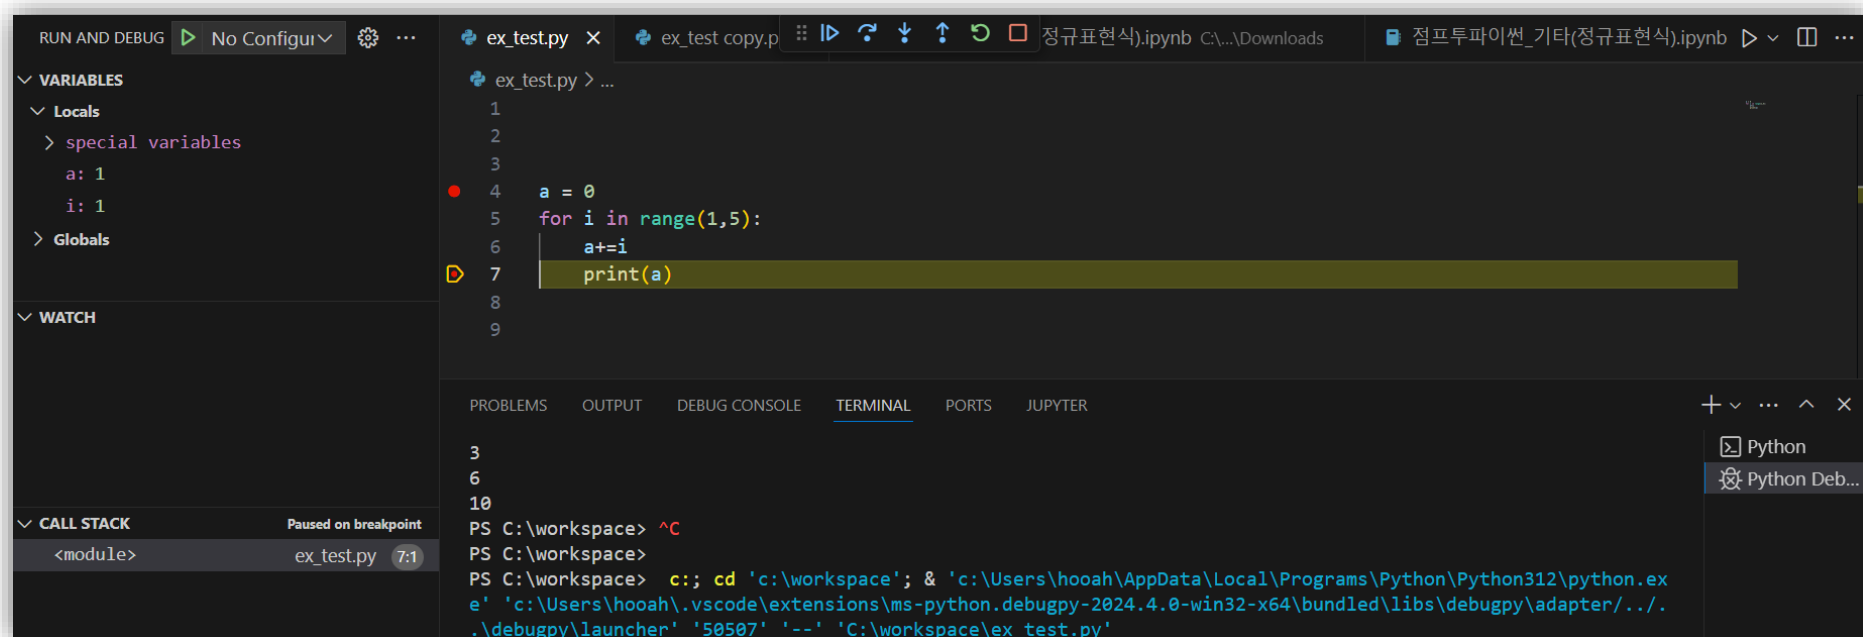 RUN AND DEBUG No Configur
VARIABLES
Locals
special variables
a: 1
i: 1
Globals
WATCH
CALL STACK Paused on breakpoint
<module> ex_test.py 7:1
ex_test.py ex_test copy.p 정규표현식).ipynb C:\...\Downloads 점프투파이썬_기타(정규표현식).ipynb
ex_test.py > ...
1
2
3
4 a = 0
5 for i in range(1,5):
6 a+=i
7 print(a)
8
9
PROBLEMS OUTPUT DEBUG CONSOLE TERMINAL PORTS JUPYTER
3
6
10
PS C:\workspace> ^C
PS C:\workspace>
PS C:\workspace> c:; cd 'c:\workspace'; & 'c:\Users\hooah\AppData\Local\Programs\Python\Python312\python.ex
e' 'c:\Users\hooah\.vscode\extensions\ms-python.debugpy-2024.4.0-win32-x64\bundled\libs\debugpy\adapter/../.
.\debugpy\launcher' '50507' '--' 'C:\workspace\ex_test.py'
Python
Python Deb...